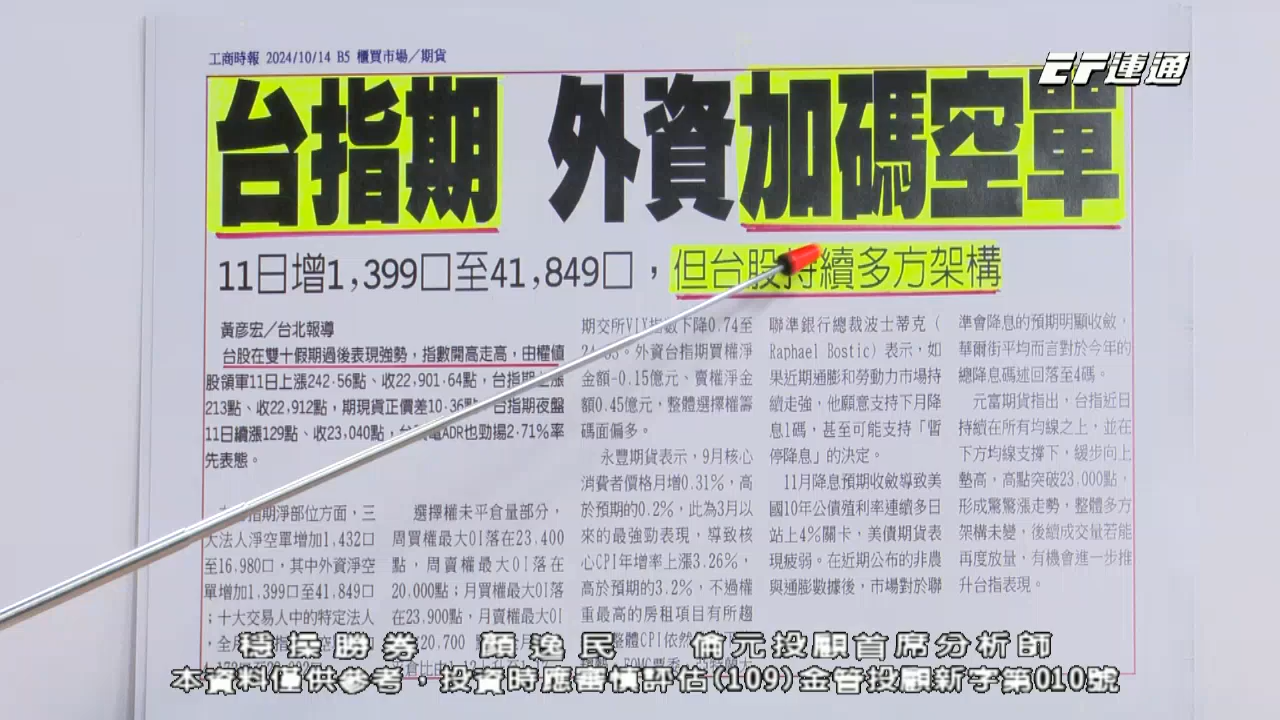 工商時報 2024/10/14 B5 櫃買市場／期貨
EF連通
台指期 外資加碼空單
11日增1,399口至41,849口，但台股持續多方架構
黃彥宏／台北報導
台股在雙十假期過後表現強勢，指數開高走高，由權值
股領軍11日上漲242.56點、收22,901.64點，台指期上漲
213點、收22,912點，期現貨正價差10.36點，台指期夜盤
11日續漲129點、收23,040點，台 電ADR也勁揚2.71%率
先表態。
指期淨部位方面，三
大法人淨空單增加1,432口
至16,980口，其中外資淨空
單增加1,399口至41,849口
；十大交易人中的特定法人
選擇權未平倉量部分，
周買權最大OI落在23,400
點，周賣權最大OI落在
20,000點；月買權最大OI落
在23,900點，月賣權最大OI
20,700
期交所VIX指數下降0.74至
。外資台指期買權淨
金額-0.15億元、賣權淨金
額0.45億元，整體選擇權籌
碼面偏多。
永豐期貨表示，9月核心
消費者價格月增0.31%，高
於預期的0.2%，此為3月以
來的最強勁表現，導致核
心CPI年增率上漲3.26%，
高於預期的3.2%，不過權
重最高的房租項目有所趨
整體CPI依然
聯準銀行總裁波士蒂克（
Raphael Bostic）表示，如
果近期通膨和勞動力市場持
續走強，他願意支持下月降
息1碼，甚至可能支持「暫
停降息」的決定。
11月降息預期收斂導致美
國10年公債殖利率連續多日
站上4%關卡，美債期貨表
現疲弱。在近期公布的非農
與通膨數據後，市場對於聯
準會降息的預期明顯收斂，
華爾街平均而言對於今年的
總降息碼述回落至4碼。
元富期貨指出，台指近日
持續在所有均線之上，並在
下方均線支撐下，緩步向上
墊高，高點突破23,000點，
形成驚驚漲走勢，整體多方
架構未變，後續成交量若能
再度放量，有機會進一步推
升台指表現。
穩操勝券 顏逸民 倫元投顧首席分析師
本資料僅供參考，投資時應審慎評估(109)金管投顧新字第010號